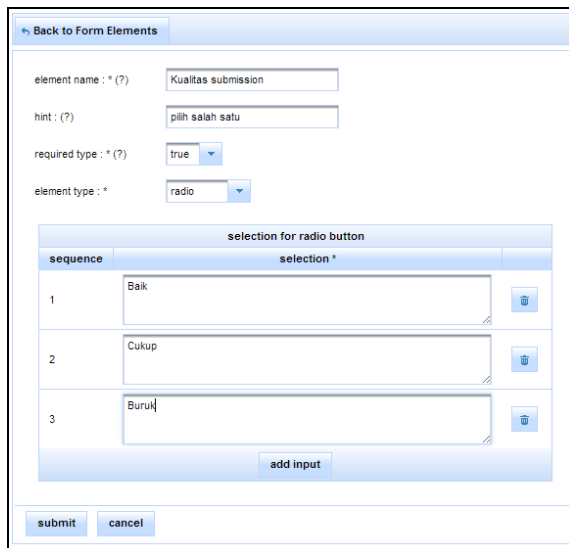 Back to Form Elements
element name : * (?) Kualitas submission
hint : (?) pilih salah satu
required type : * (?) true
element type : * radio
selection for radio button
sequence selection *
1 Baik
2 Cukup
3 Buruk
add input
submit cancel